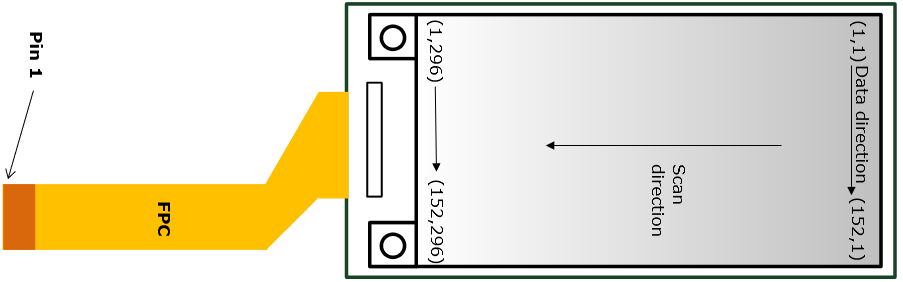 Pin 1
FPC
(1,296)
(152,296)
Scan
direction
(1,1)
Data direction
(152,1)